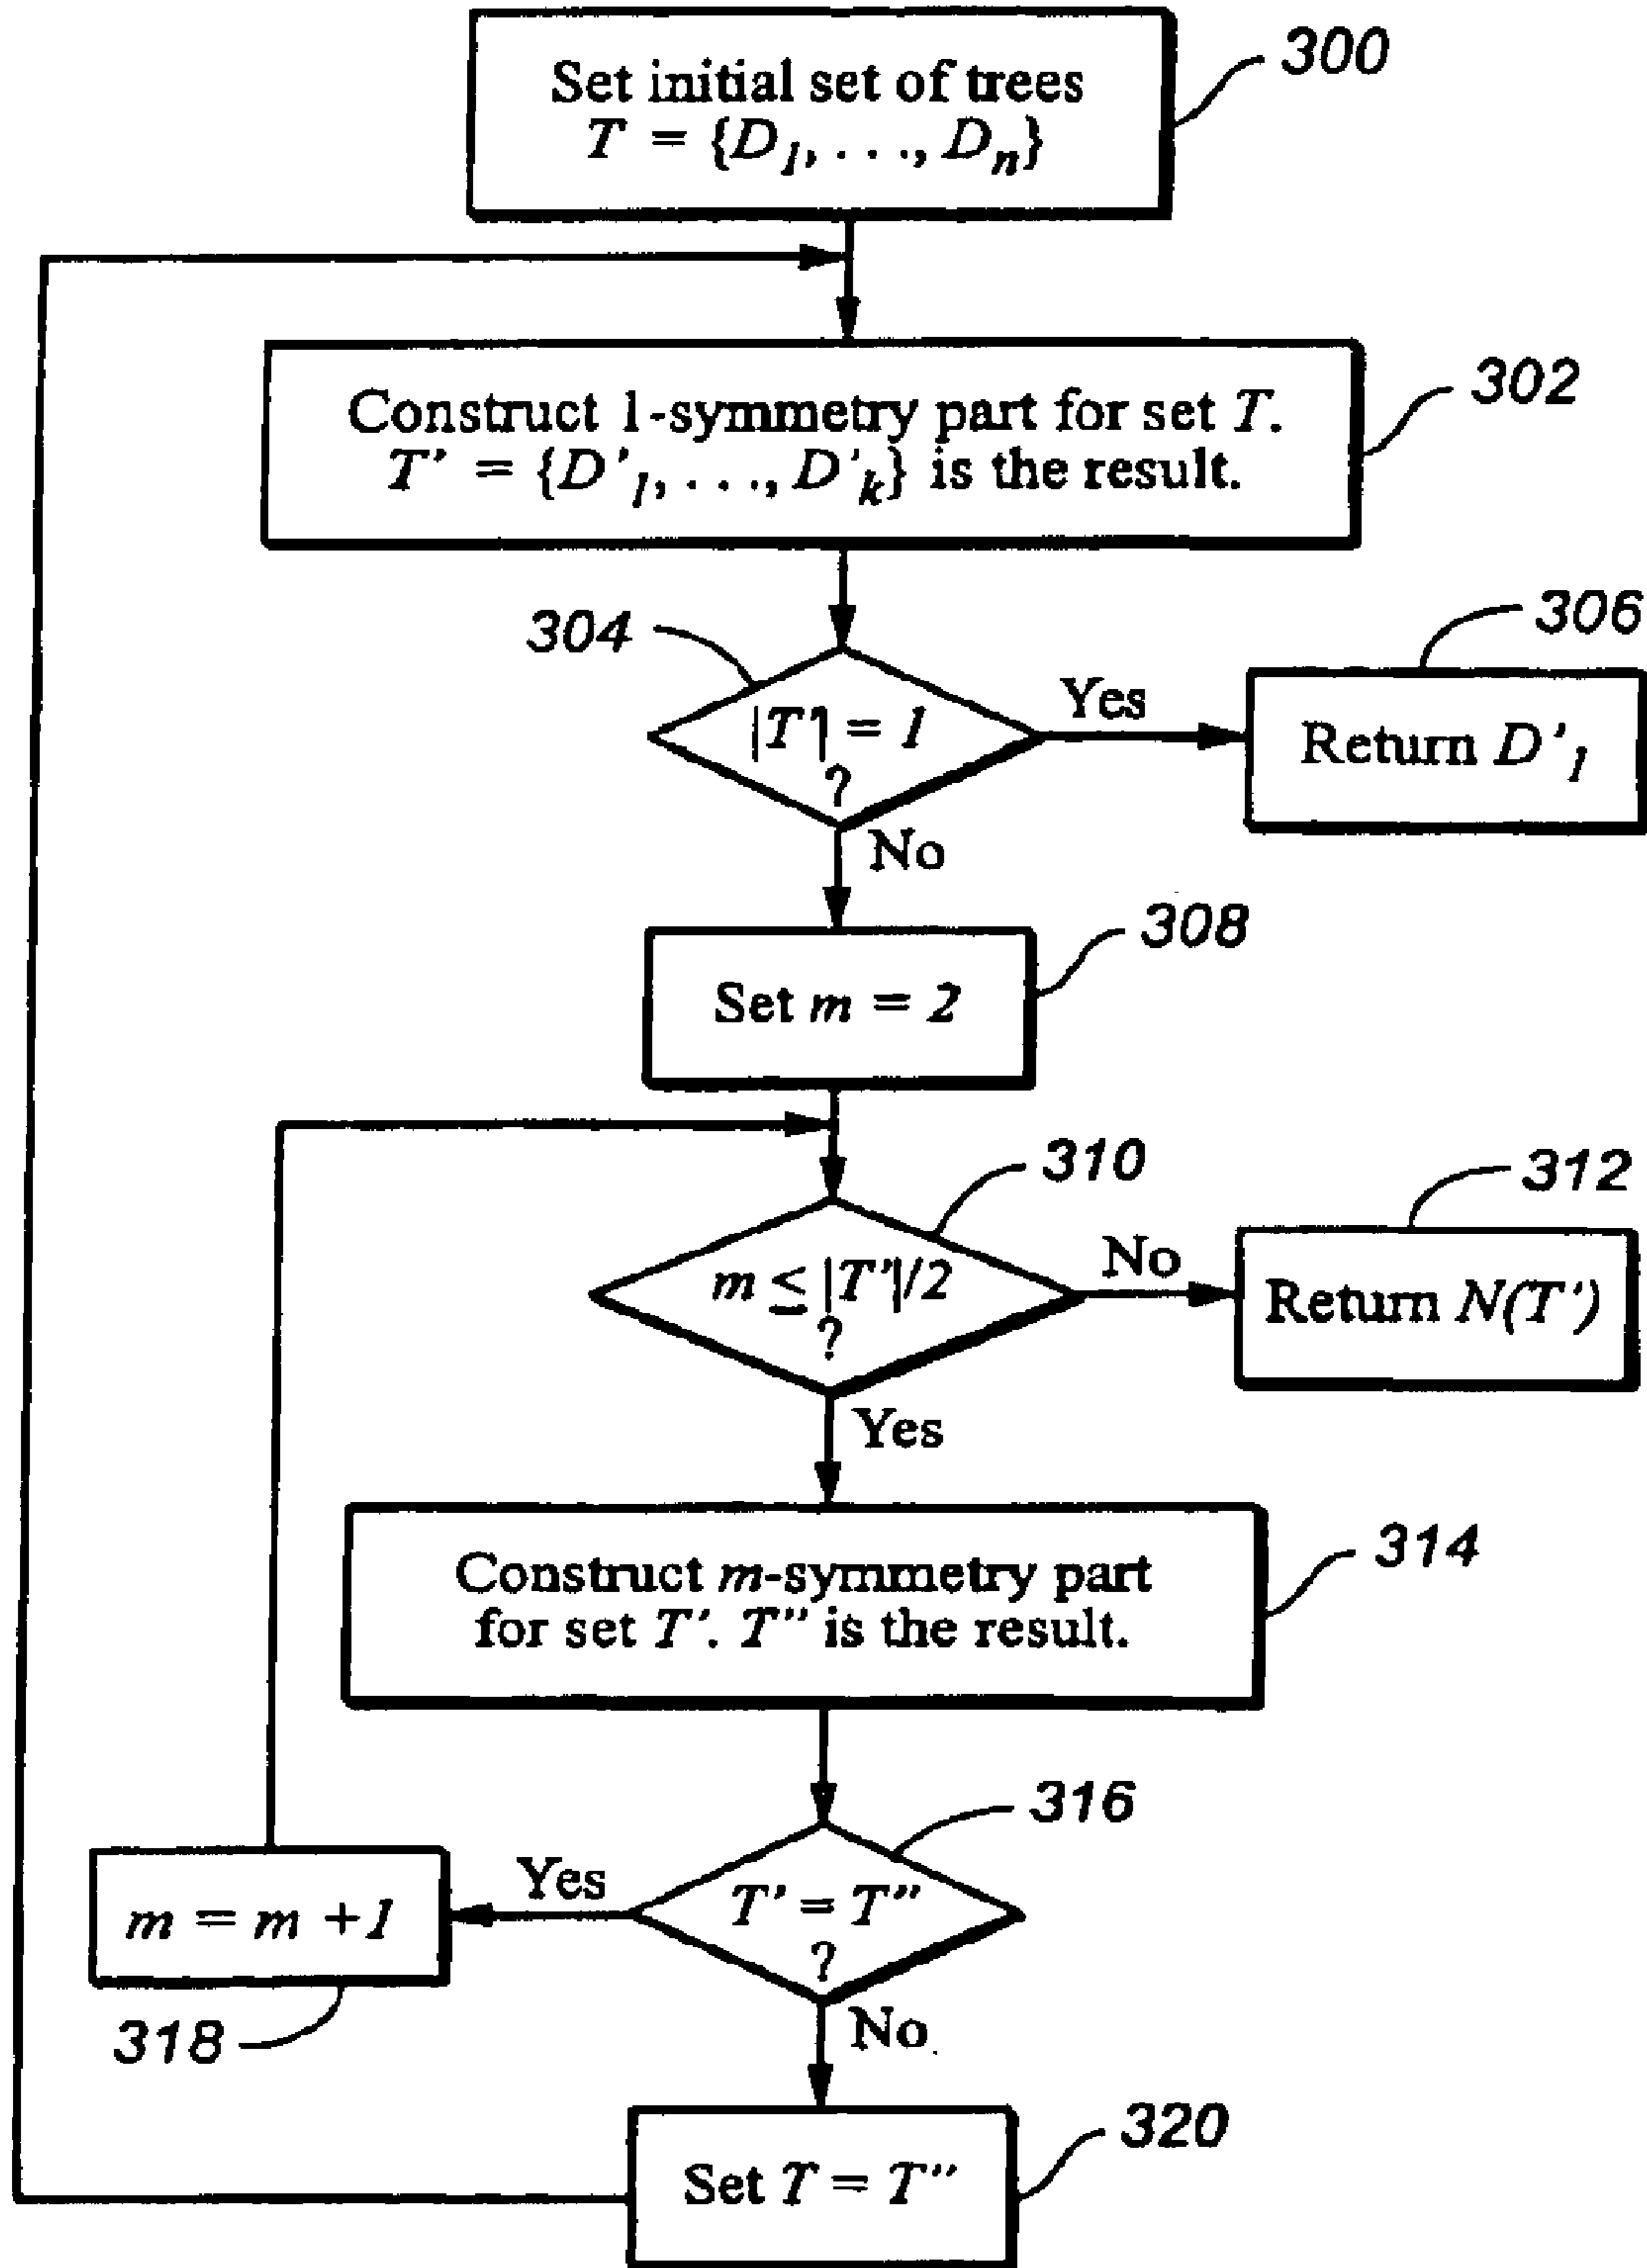 300
Set initial set of trees
T = {D₁, . . ., Dₙ}
302
Construct 1-symmetry part for set T.
T' = {D'₁, . . ., D'ₖ} is the result.
304
|T'| = 1
?
Yes
306
Return D'₁
No
308
Set m = 2
310
m ≤ |T'|/2
?
No
312
Return N(T')
Yes
314
Construct m-symmetry part
for set T'. T'' is the result.
316
T' = T''
?
Yes
m = m +1
318
No
320
Set T = T''